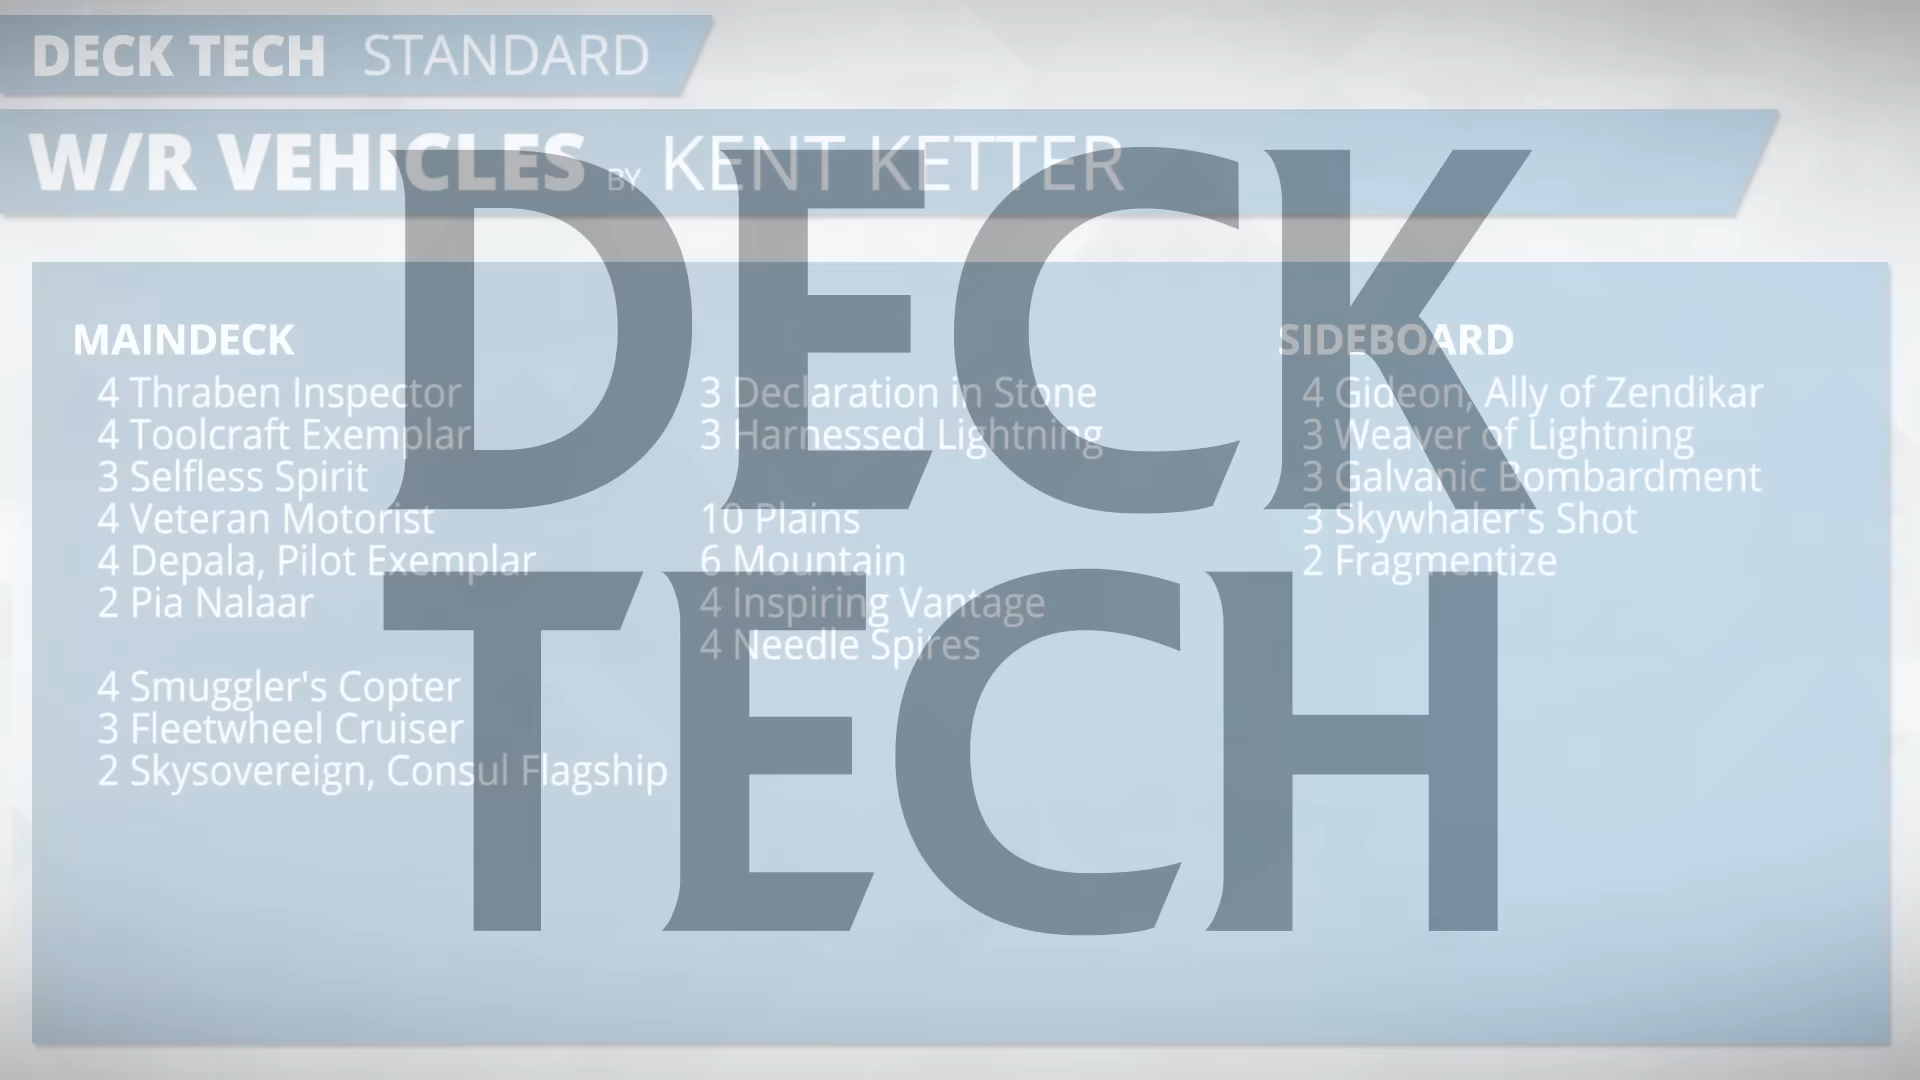 DECK TECH STANDARD
W/R VEHICLES BY KENT KETTER
DECK
TECH
MAINDECK
4 Thraben Inspector
4 Toolcraft Exemplar
3 Selfless Spirit
4 Veteran Motorist
4 Depala, Pilot Exemplar
2 Pia Nalaar
4 Smuggler's Copter
3 Fleetwheel Cruiser
2 Skysovereign, Consul Flagship
3 Declaration in Stone
3 Harnessed Lightning
10 Plains
6 Mountain
4 Inspiring Vantage
4 Needle Spires
SIDEBOARD
4 Gideon, Ally of Zendikar
3 Weaver of Lightning
3 Galvanic Bombardment
3 Skywhaler's Shot
2 Fragmentize